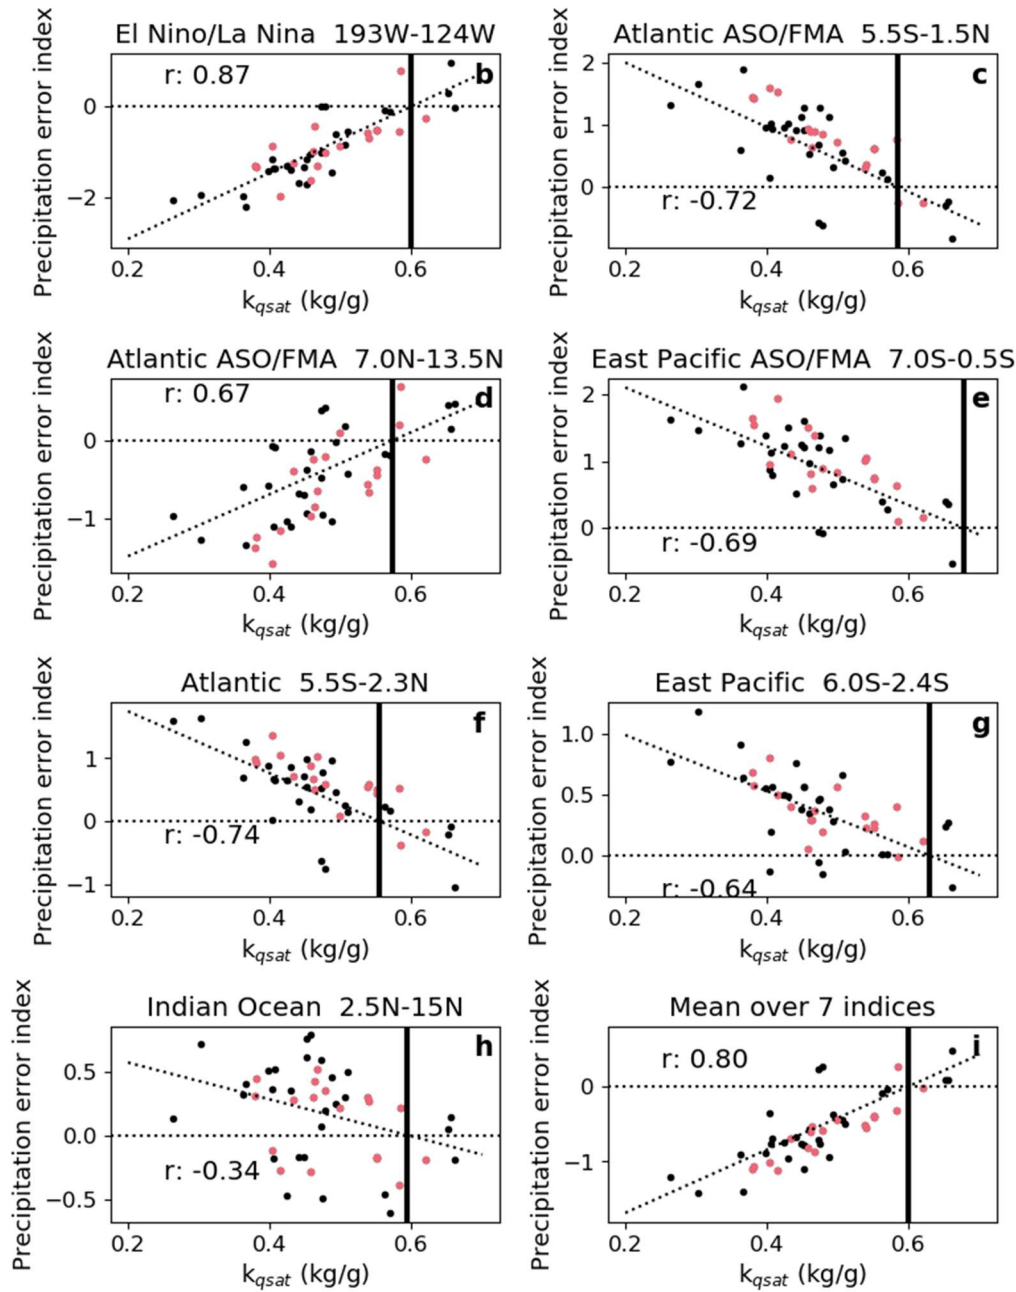 El Nino/La Nina 193W-124W
b
r: 0.87
Precipitation error index
0
−2
0.2 0.4 0.6
kqsat (kg/g)
Atlantic ASO/FMA 5.5S-1.5N
c
r: -0.72
Precipitation error index
2
1
0
0.2 0.4 0.6
kqsat (kg/g)
Atlantic ASO/FMA 7.0N-13.5N
d
r: 0.67
Precipitation error index
0
−1
0.2 0.4 0.6
kqsat (kg/g)
East Pacific ASO/FMA 7.0S-0.5S
e
r: -0.69
Precipitation error index
2
1
0
0.2 0.4 0.6
kqsat (kg/g)
Atlantic 5.5S-2.3N
f
r: -0.74
Precipitation error index
1
0
−1
0.2 0.4 0.6
kqsat (kg/g)
East Pacific 6.0S-2.4S
g
r: -0.64
Precipitation error index
1.0
0.5
0.0
0.2 0.4 0.6
kqsat (kg/g)
Indian Ocean 2.5N-15N
h
r: -0.34
Precipitation error index
0.5
0.0
−0.5
0.2 0.4 0.6
kqsat (kg/g)
Mean over 7 indices
i
r: 0.80
Precipitation error index
0
−1
0.2 0.4 0.6
kqsat (kg/g)